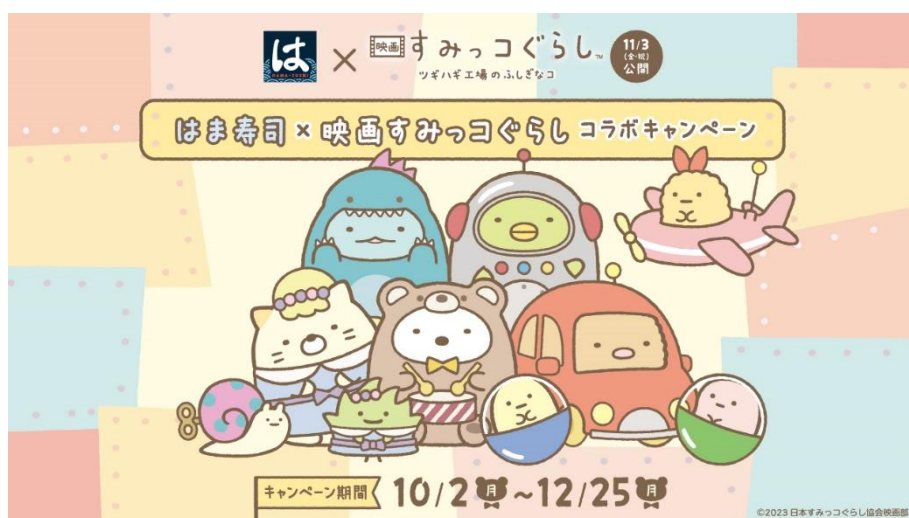 は
HAMA-SUSHI
×
映画 すみっコぐらし™
ツギハギ工場のふしぎなコ
11/3
(金・祝)
公開
はま寿司×映画すみっコぐらし コラボキャンペーン
キャンペーン期間 10/2月~12/25月
©2023 日本すみっコぐらし協会映画部